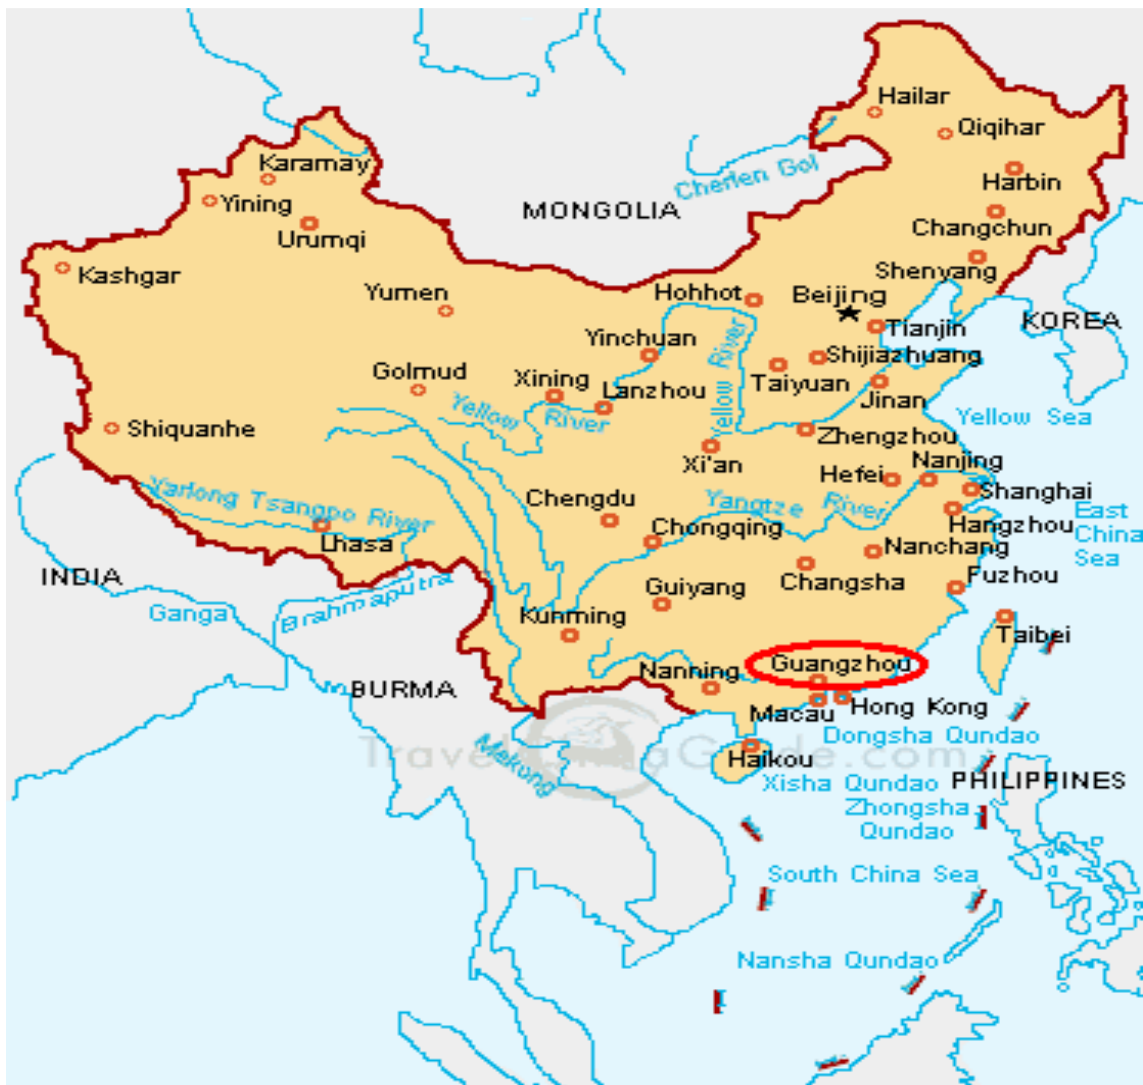 Hailar
Qiqihar
Karamay
Cherlen Gol
Harbin
Yining
MONGOLIA
Urumqi
Changchun
Kashgar
Shenyang
Yumen
Hohhot
Beijing
Tianjin
KOREA
Yinchuan
Yellow River
Shijiazhuang
Golmud
Xining
Lanzhou
Taiyuan
Jinan
Yellow River
Yellow Sea
Shiquanhe
Zhengzhou
Xi'an
Hefei
Nanjing
Yarlong Tsangpo River
Chengdu
Yangtze River
Shanghai
Lhasa
Chongqing
Hangzhou
East
China
Sea
Nanchang
INDIA
Changsha
Fuzhou
Guiyang
Brahmaputra
Ganga
Kunming
Taibei
Guangzhou
Nanning
BURMA
Macau
Hong Kong
Dongsha Qundao
Mekong
Haikou
Xisha Qundao
PHILIPPINES
Zhongsha
Qundao
South China Sea
Nansha Qundao